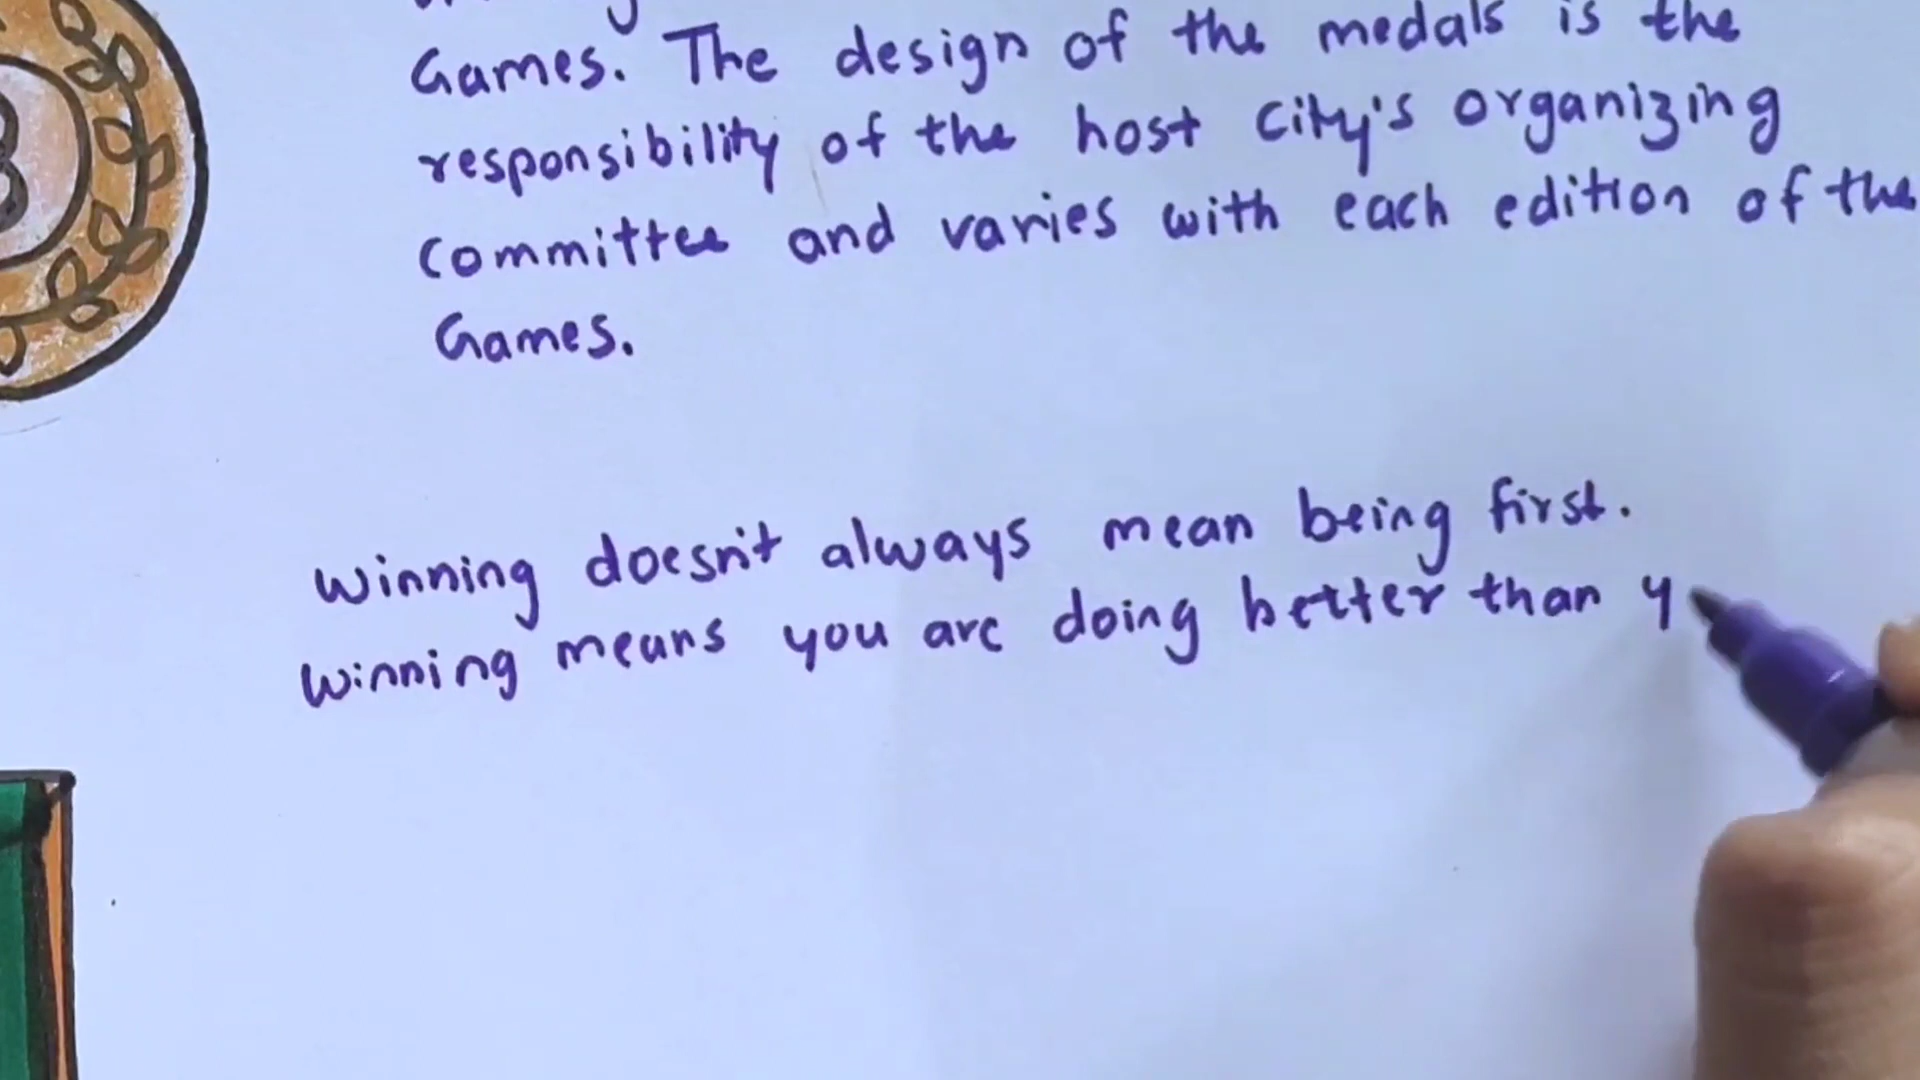 Games. The design of the medals is the
responsibility of the host city's organizing
committee and varies with each edition of the
Games.
Winning doesn't always mean being first.
Winning means you are doing better than y